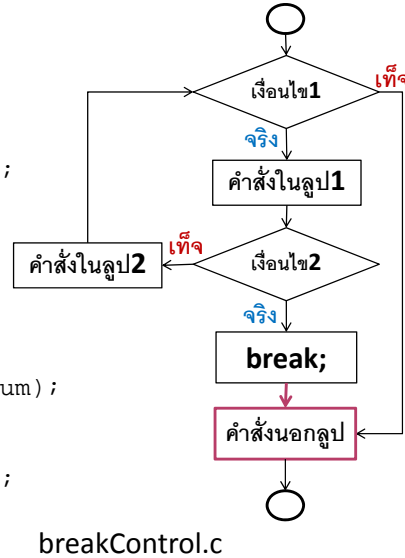 เงื่อนไข1
เท็จ
จริง
;
คำสั่งในลูป1
เท็จ
คำสั่งในลูป2
เงื่อนไข2
จริง
break;
um);
คำสั่งนอกลูป
;
breakControl.c